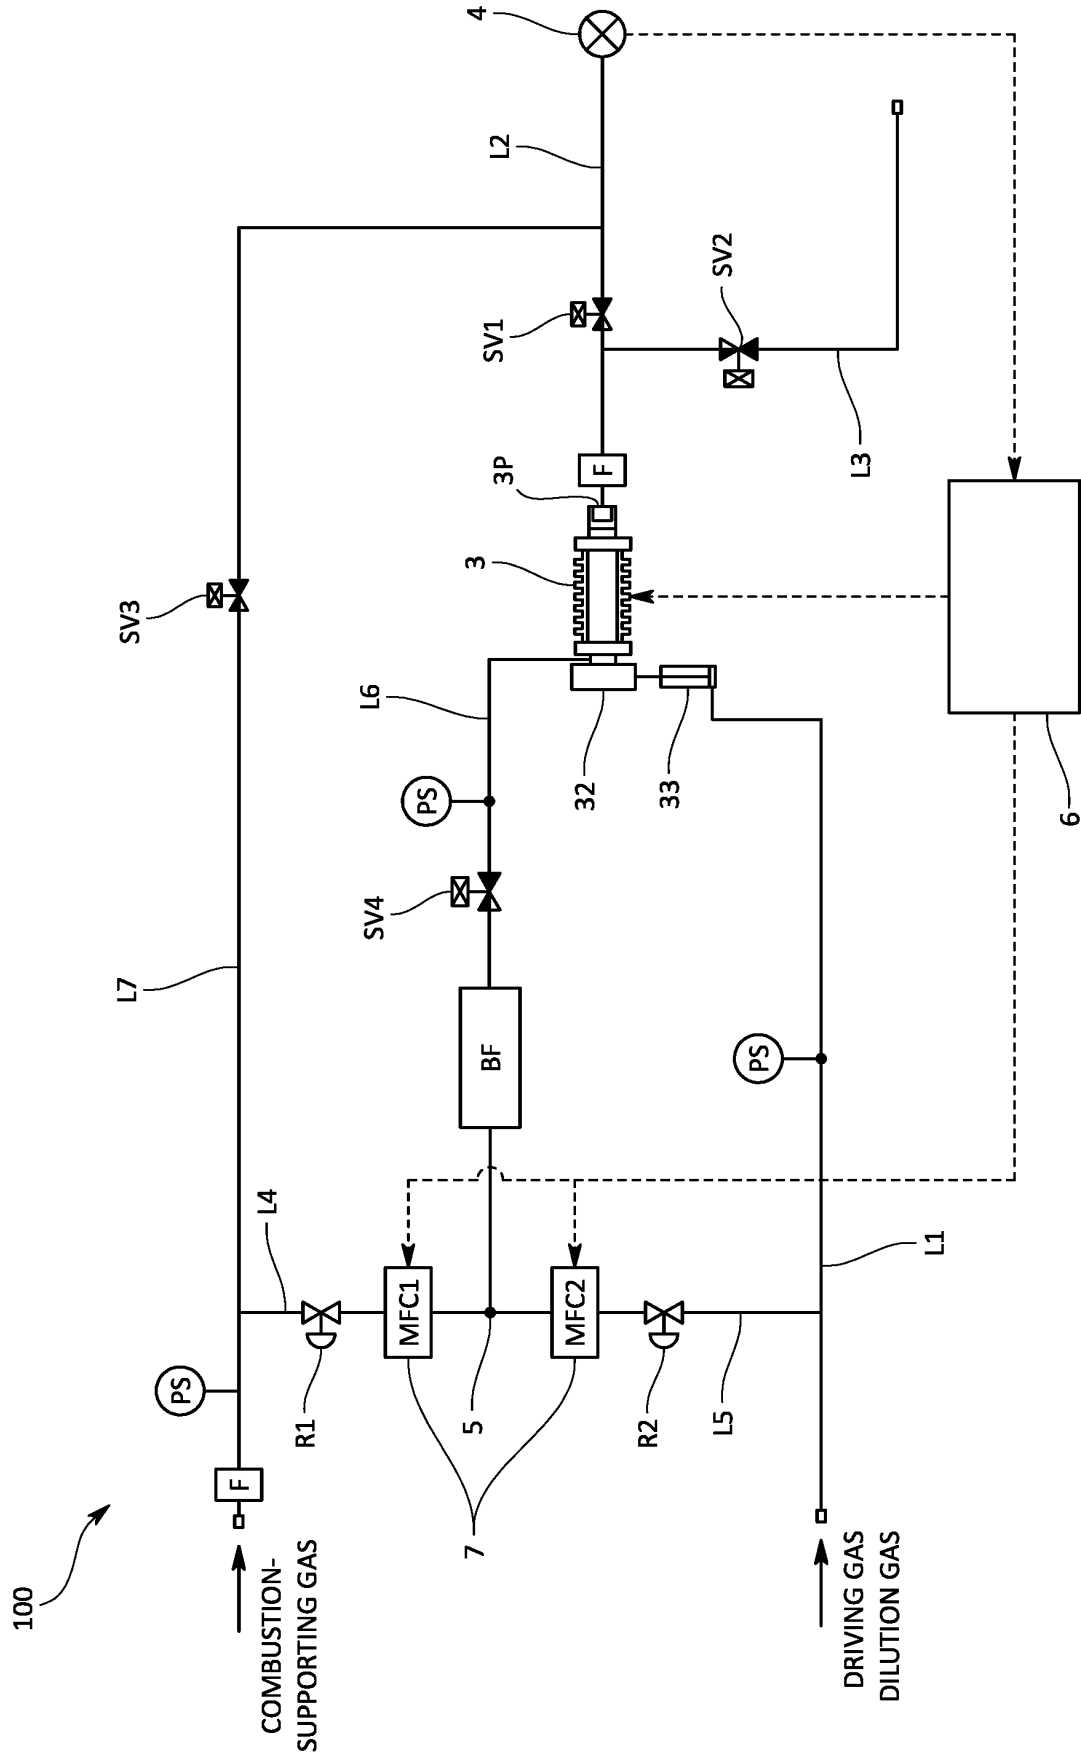 100
COMBUSTION-
SUPPORTING GAS
F
PS
R1
L4
L7
SV3
MFC1
7
5
BF
SV4
PS
L6
3
3P
F
SV1
L2
4
MFC2
32
33
SV2
R2
L5
L1
PS
L3
6
DRIVING GAS
DILUTION GAS